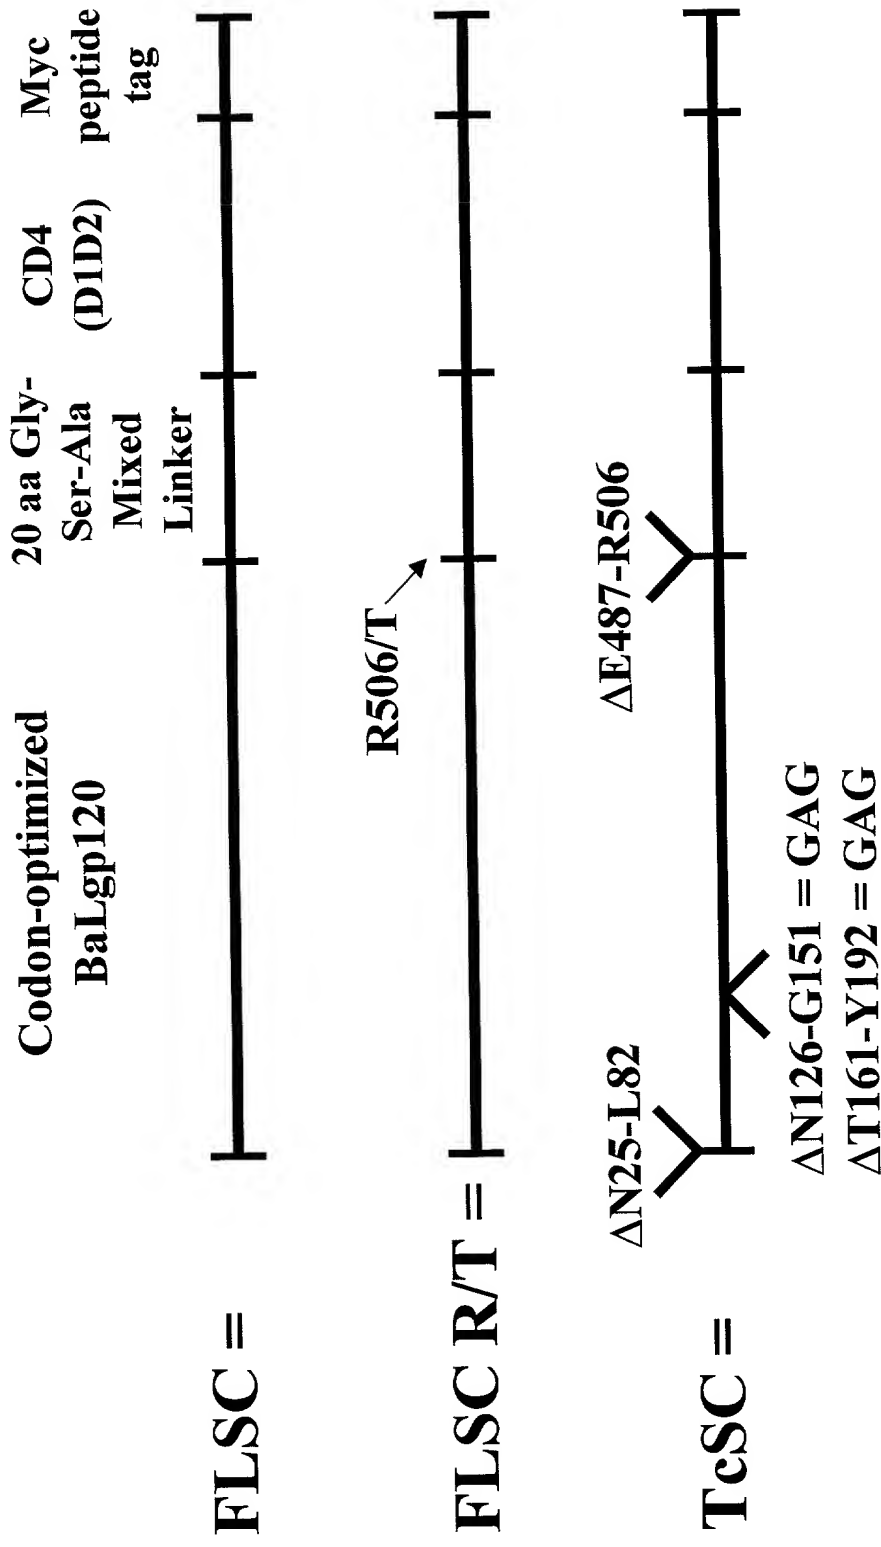 Codon-optimized
BaLgp120
20 aa Gly-
Ser-Ala
Mixed
Linker
CD4
(D1D2)
Myc
peptide
tag
FLSC =
R506/T
FLSC R/T =
ΔN25-L82
ΔE487-R506
TcSC =
ΔN126-G151 = GAG
ΔT161-Y192 = GAG